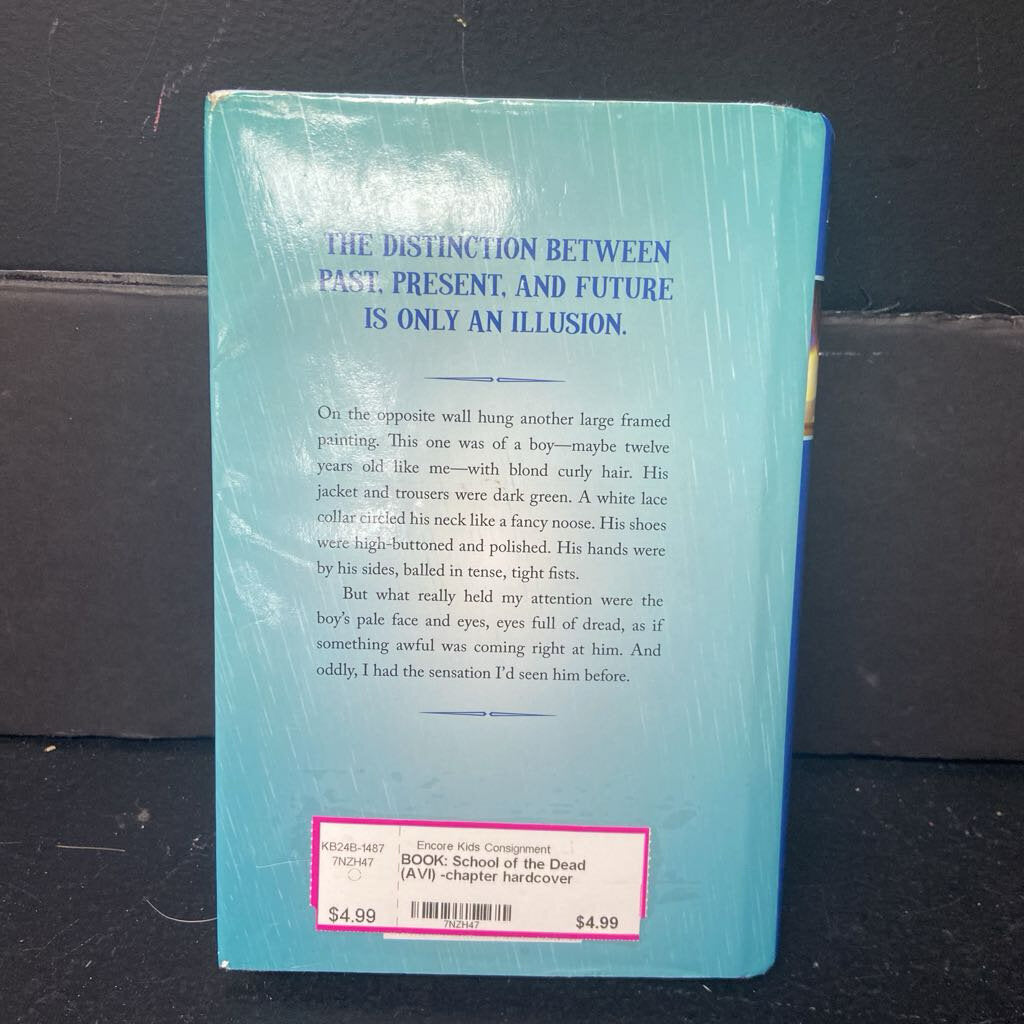 THE DISTINCTION BETWEEN
PAST, PRESENT, AND FUTURE
IS ONLY AN ILLUSION.
On the opposite wall hung another large framed
painting. This one was of a boy—maybe twelve
years old like me—with blond curly hair. His
jacket and trousers were dark green. A white lace
collar circled his neck like a fancy noose. His shoes
were high-buttoned and polished. His hands were
by his sides, balled in tense, tight fists.
But what really held my attention were the
boy's pale face and eyes, eyes full of dread, as if
something awful was coming right at him. And
oddly, I had the sensation I'd seen him before.
KB24B-1487
7NZH47
$4.99
Encore Kids Consignment
BOOK: School of the Dead
(AVI) -chapter hardcover
7NZH47
$4.99